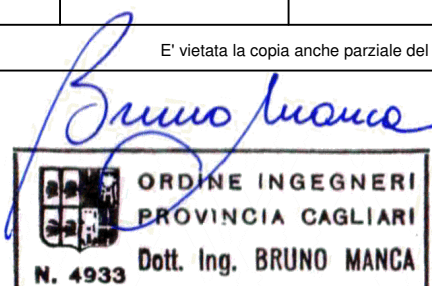 E' vietata la copia anche parziale del
Bruno Manca
ORDINE INGEGNERI
PROVINCIA CAGLIARI
Dott. Ing. BRUNO MANCA
N. 4933